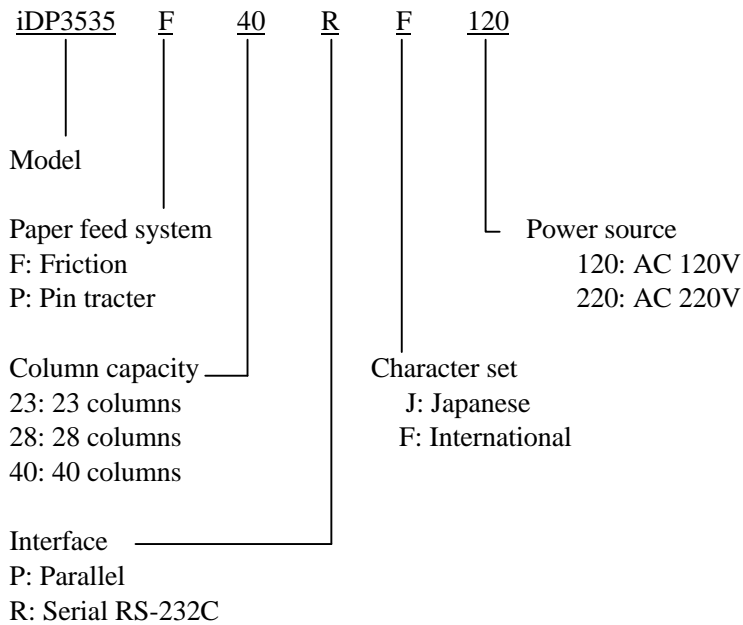 iDP3535 F 40 R F 120
Model
Paper feed system
F: Friction
P: Pin tracter
Power source
120: AC 120V
220: AC 220V
Column capacity
23: 23 columns
28: 28 columns
40: 40 columns
Character set
J: Japanese
F: International
Interface
P: Parallel
R: Serial RS-232C